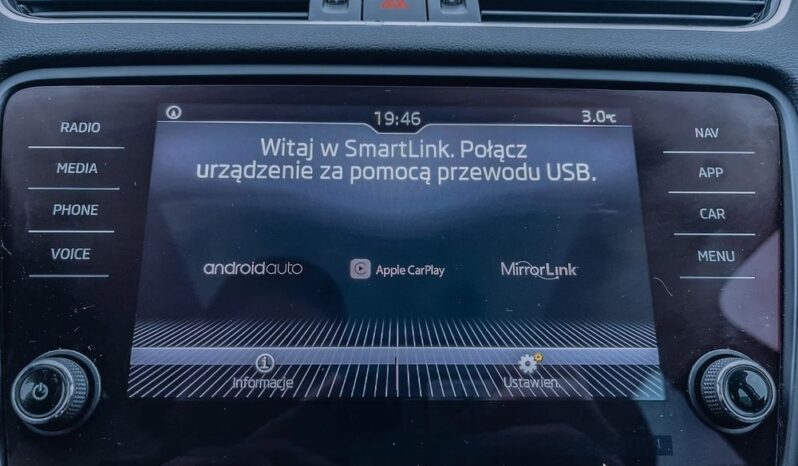 19:46
3.0°C
RADIO
MEDIA
PHONE
VOICE
Witaj w SmartLink. Połącz
urządzenie za pomocą przewodu USB.
androidauto
Apple CarPlay
MirrorLink
Informacje
Ustawien.
NAV
APP
CAR
MENU